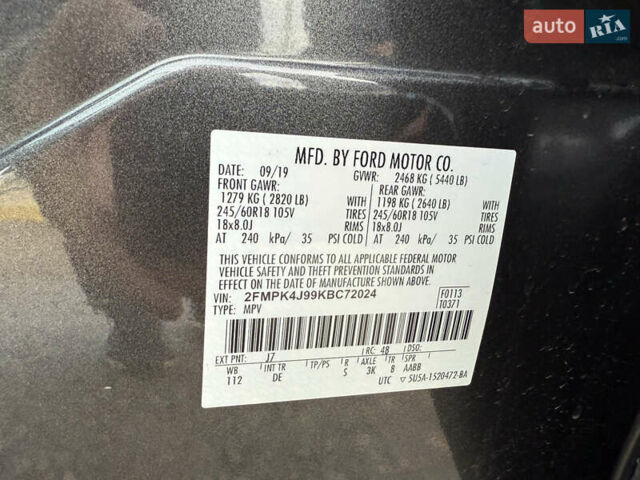 auto RIA
.com
MFD. BY FORD MOTOR CO.
DATE: 09/19 GVWR: 2468 KG ( 5440 LB)
FRONT GAWR: REAR GAWR:
1279 KG ( 2820 LB) 1198 KG ( 2640 LB)
245/60R18 105V TIRES 245/60R18 105V TIRES
18x8.0J RIMS 18x8.0J RIMS
AT 240 kPa/ 35 PSI COLD AT 240 kPa/ 35 PSI COLD
THIS VEHICLE CONFORMS TO ALL APPLICABLE FEDERAL MOTOR
VEHICLE SAFETY AND THEFT PREVENTION STANDARDS IN
EFFECT ON THE DATE OF MANUFACTURE SHOWN ABOVE.
VIN: 2FMPK4J99KBC72024 F0113
TYPE: MPV T0371
EXT PNT: J7 RC: 48 DSO:
WB INT TR TP/PS R AXLE TR SPR
112 DE S 3K 8 AABB
UTC ▽ 5U5A-1520472-BA